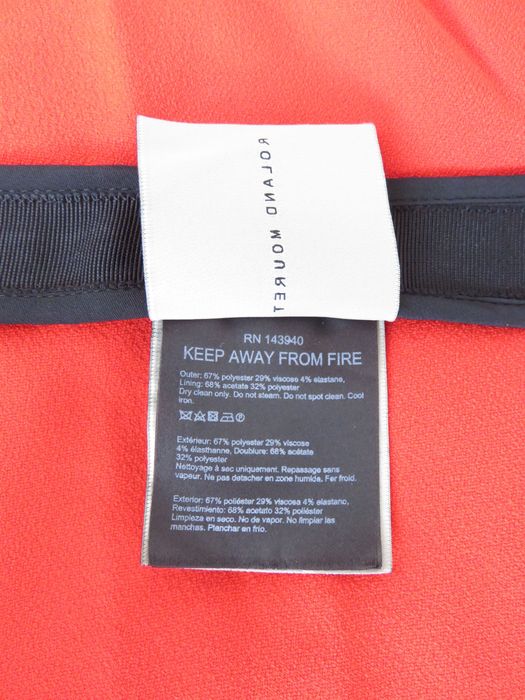 ROLAND MOURET
RN 143940
KEEP AWAY FROM FIRE
Outer: 67% polyester 29% viscose 4% elastane,
Lining: 68% acetate 32% polyester
Dry clean only. Do not steam. Do not spot clean. Cool
iron.
Extérieur: 67% polyester 29% viscose
4% élasthanne, Doublure: 68% acétate
32% polyester
Nettoyage à sec uniquement. Repassage sans
vapeur. Ne pas detacher en zone humide. Fer froid.
Exterior: 67% poliéster 29% viscose 4% elastano,
Revestimiento: 68% acetato 32% poliéster
Limpieza en seco. No de vapor. No limpiar las
manchas. Planchar en frío.